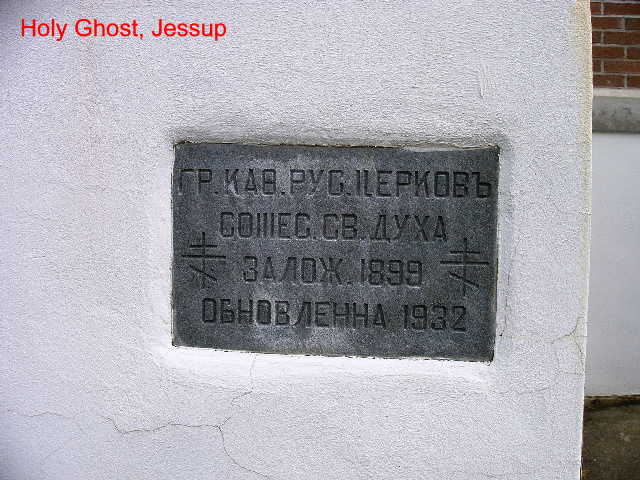 Holy Ghost, Jessup
ГР. КАѲ. РУС. ЦЕРКОВЪ
СОШЕС. СВ. ДУХА
ЗАЛОЖ. 1899
ОБНОВЛЕННА 1932